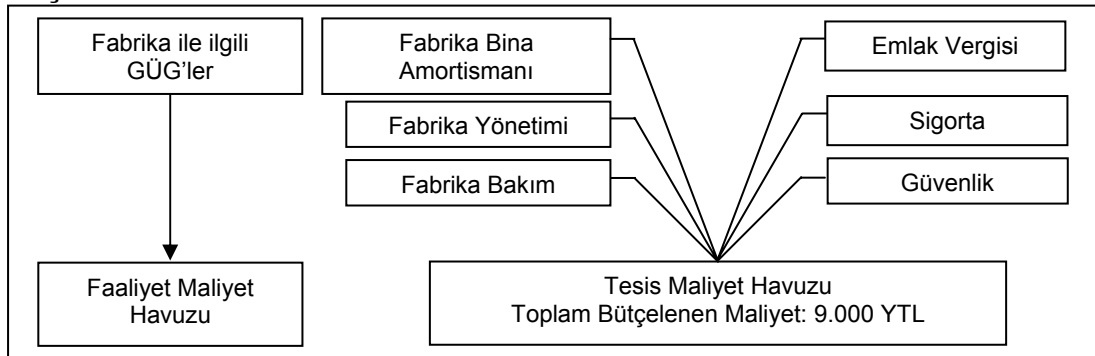 Fabrika ile ilgili
GÜG'ler
Fabrika Bina
Amortismanı
Emlak Vergisi
Fabrika Yönetimi
Sigorta
Fabrika Bakım
Güvenlik
Faaliyet Maliyet
Havuzu
Tesis Maliyet Havuzu
Toplam Bütçelenen Maliyet: 9.000 YTL